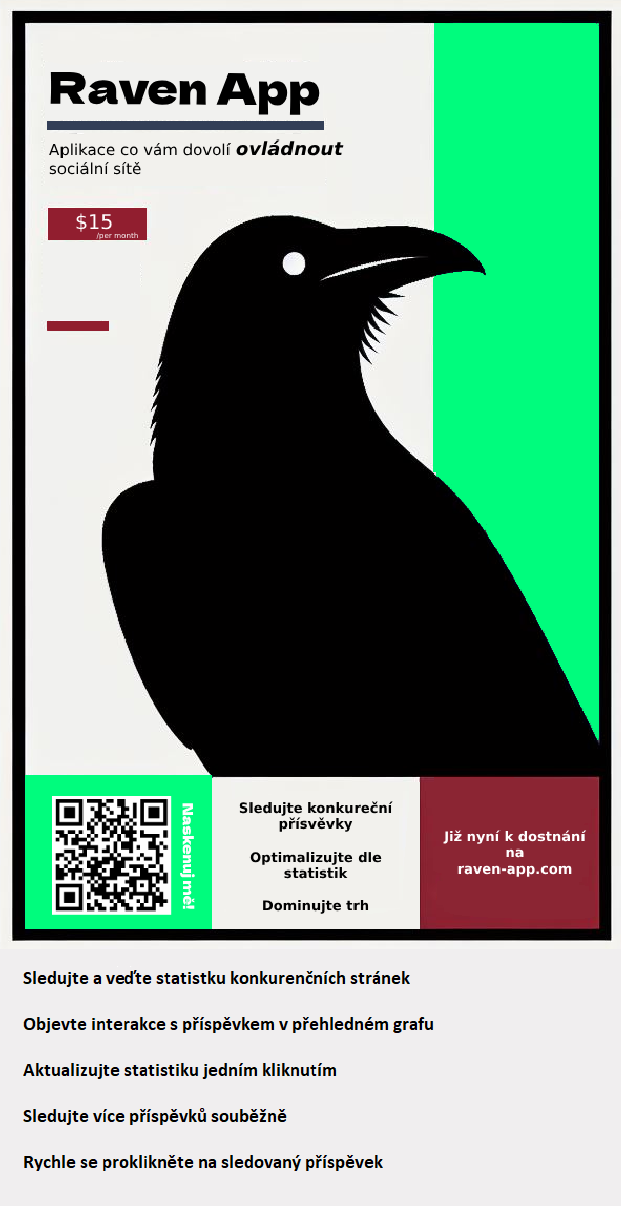 Raven App
Aplikace co vám dovolí ovládnout
sociální sítě
$15
/per month
Naskenuj mě!
Sledujte konkureční
přísvěvky
Optimalizujte dle
statistik
Dominujte trh
Již nyní k dostnání
na
raven-app.com
Sledujte a veďte statistku konkurenčních stránek
Objevte interakce s příspěvkem v přehledném grafu
Aktualizujte statistiku jedním kliknutím
Sledujte více příspěvků souběžně
Rychle se proklikněte na sledovaný příspěvek